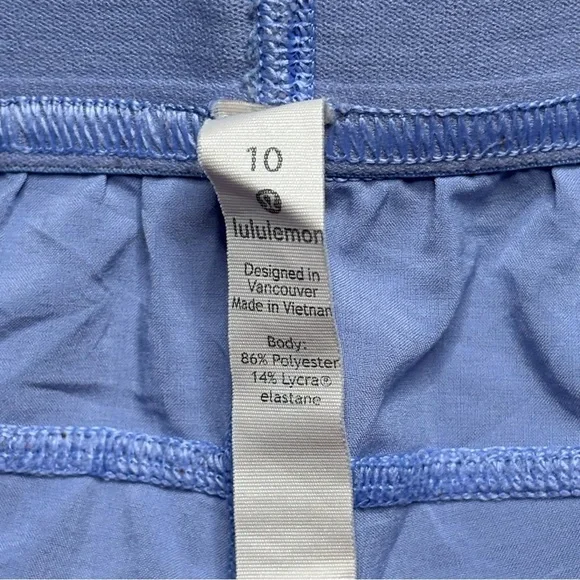 10
lululemon
Designed in
Vancouver
Made in Vietnam
Body:
86% Polyester
14% Lycra®
elastane